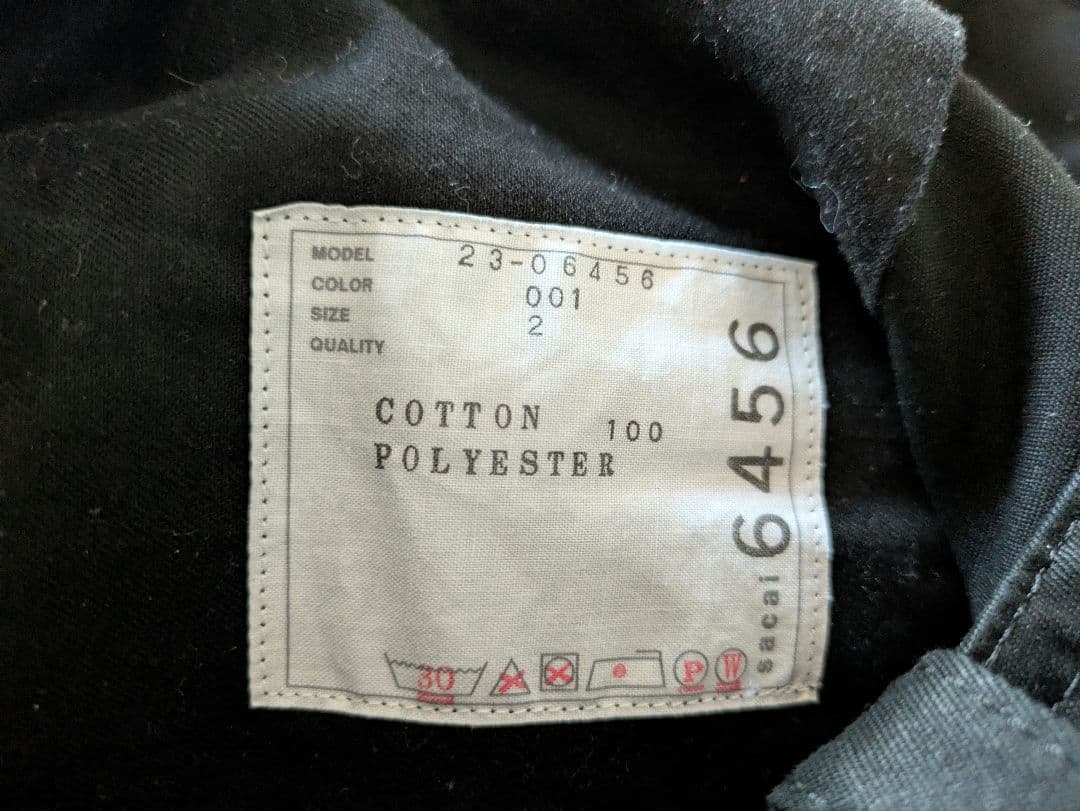 MODEL 23-06456
COLOR 001
SIZE 2
QUALITY
COTTON 100
POLYESTER
sacai 6456
30 P W